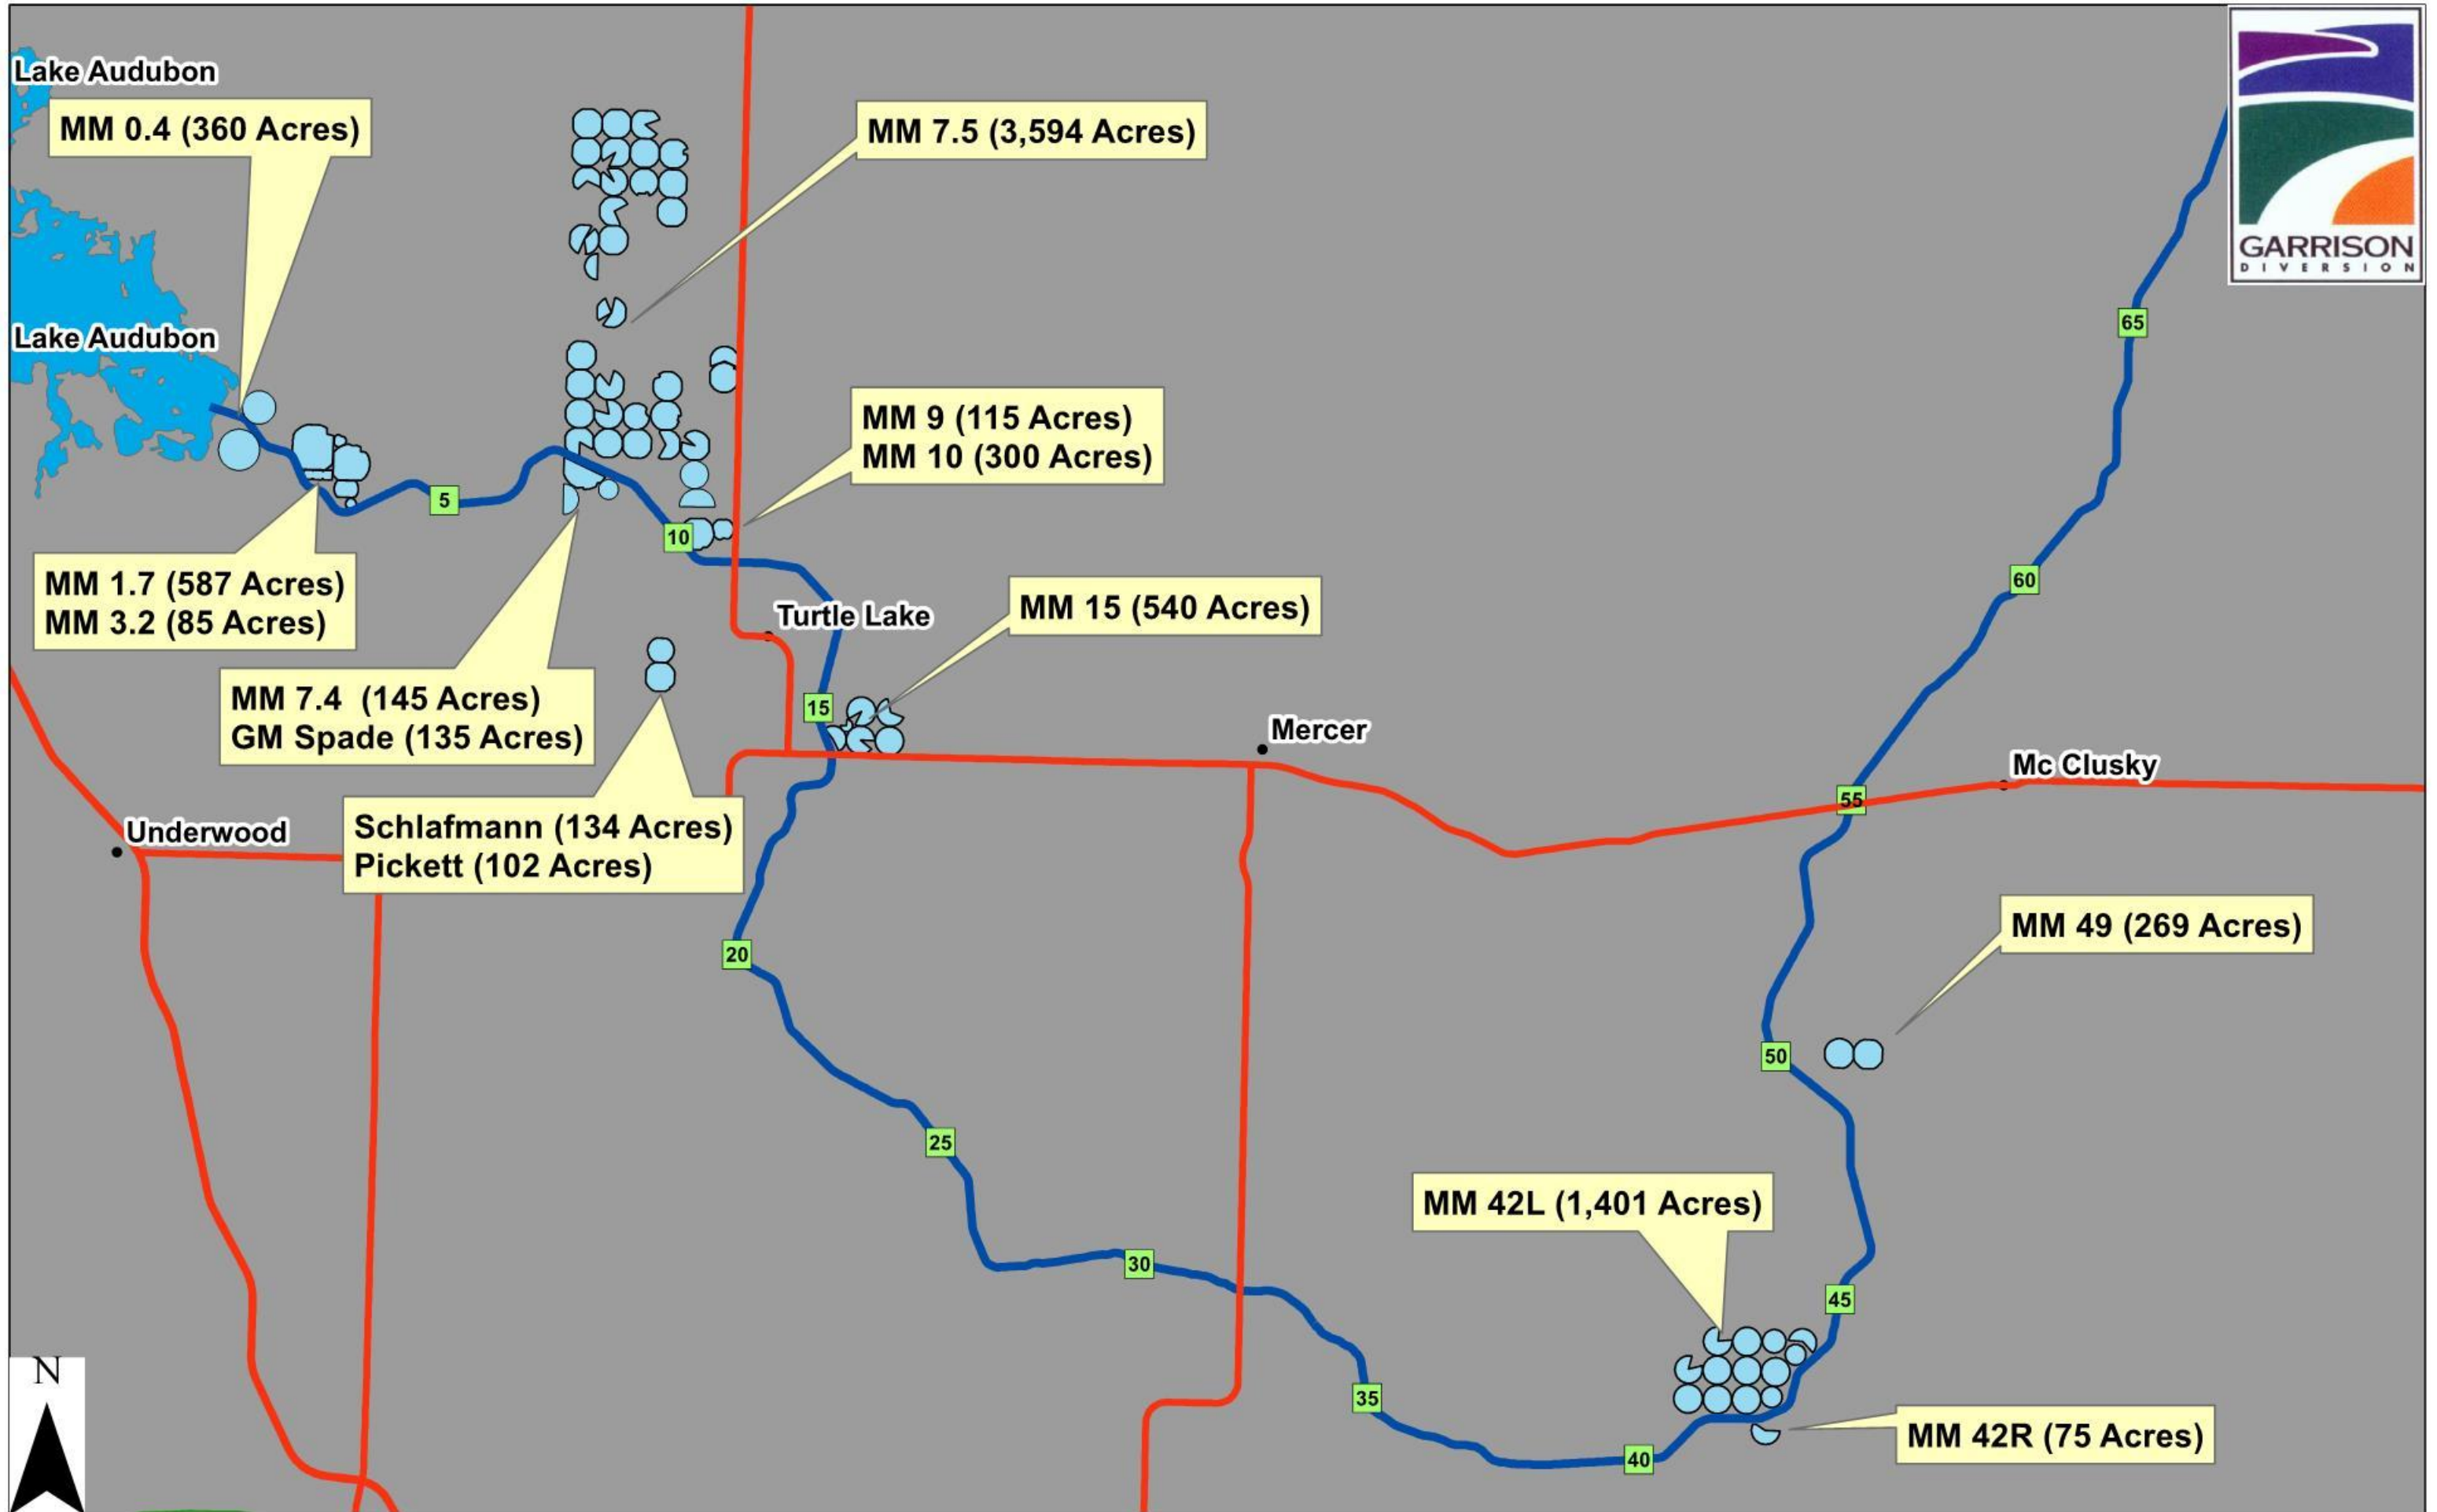 Lake Audubon
MM 0.4 (360 Acres)
MM 7.5 (3,594 Acres)
GARRISON
DIVERSION
65
Lake Audubon
MM 9 (115 Acres)
MM 10 (300 Acres)
5
10
60
MM 1.7 (587 Acres)
MM 3.2 (85 Acres)
Turtle Lake
MM 15 (540 Acres)
MM 7.4 (145 Acres)
GM Spade (135 Acres)
15
Mercer
Mc Clusky
55
Underwood
Schlafmann (134 Acres)
Pickett (102 Acres)
MM 49 (269 Acres)
20
50
25
MM 42L (1,401 Acres)
30
45
N
35
MM 42R (75 Acres)
40